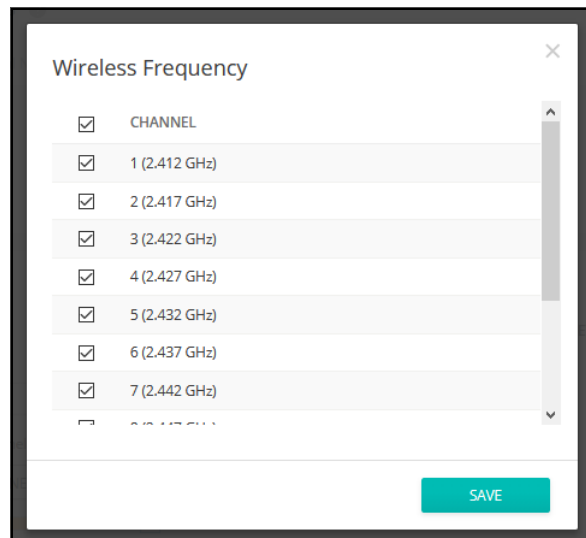 Wireless Frequency
CHANNEL
1 (2.412 GHz)
2 (2.417 GHz)
3 (2.422 GHz)
4 (2.427 GHz)
5 (2.432 GHz)
6 (2.437 GHz)
7 (2.442 GHz)
SAVE